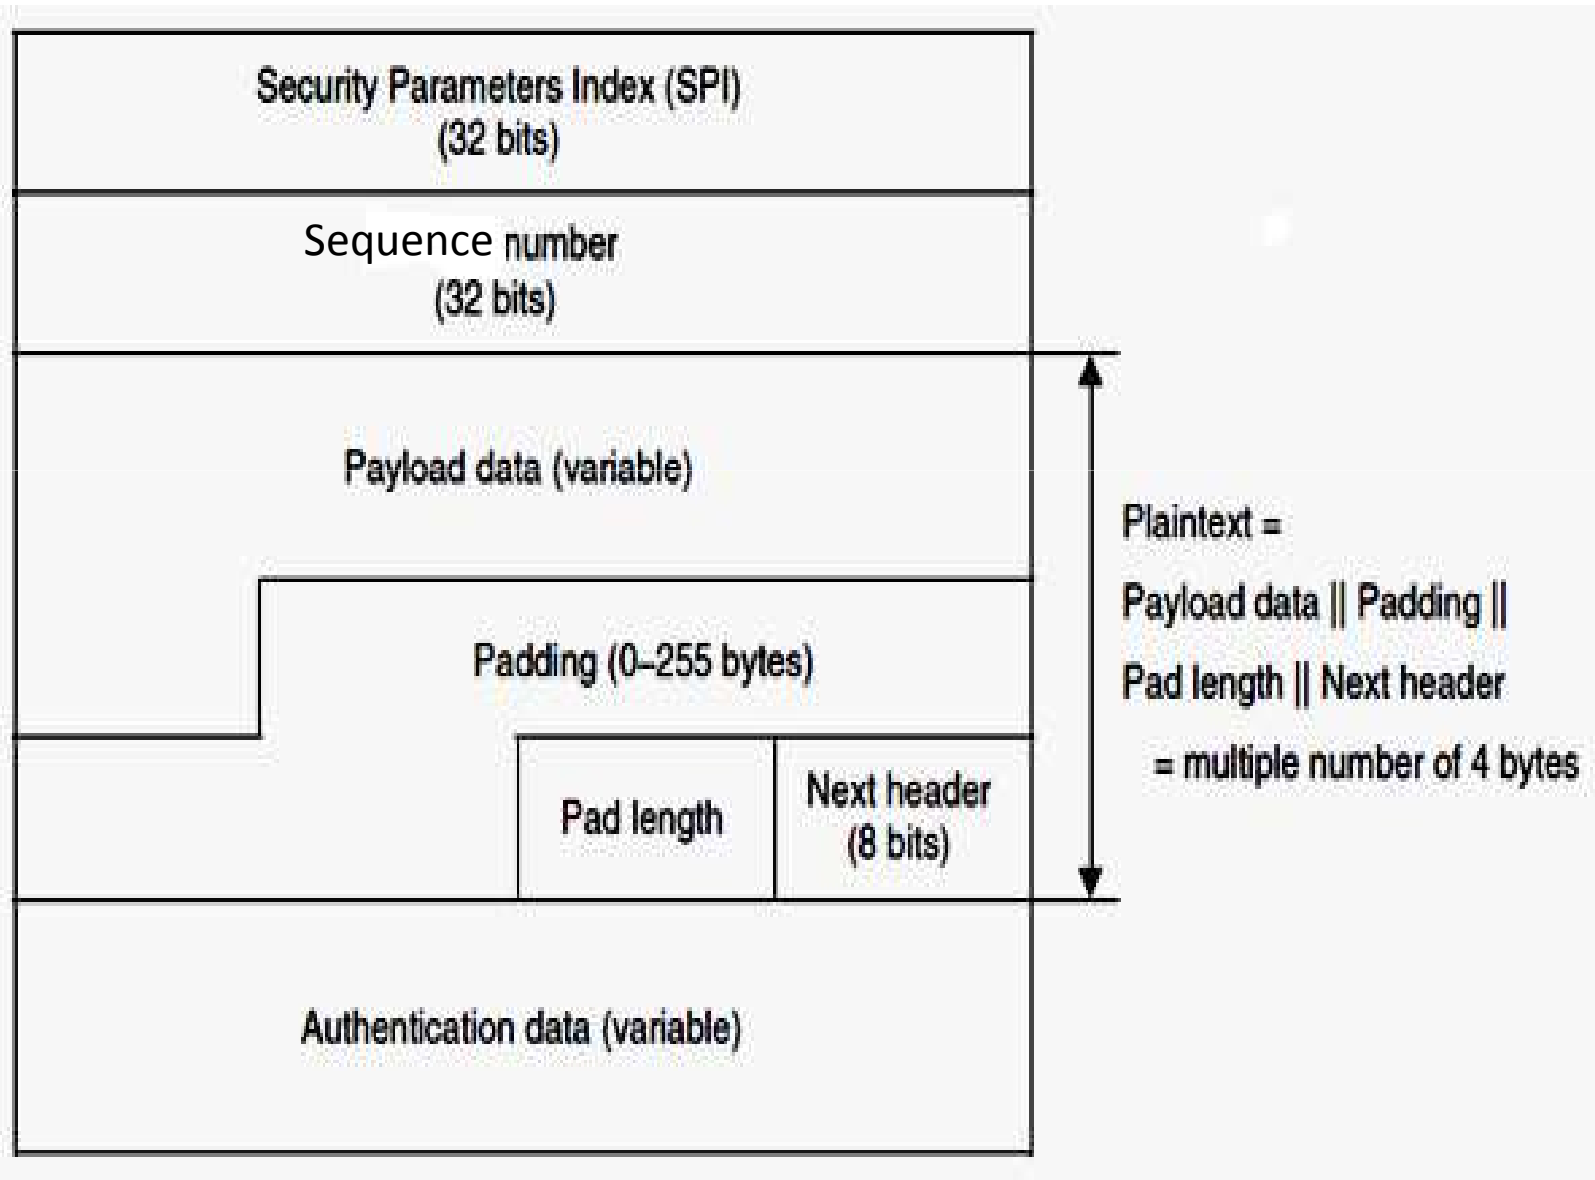 Security Parameters Index (SPI)
(32 bits)
Sequence number
(32 bits)
Payload data (variable)
Plaintext =
Payload data || Padding ||
Pad length || Next header
= multiple number of 4 bytes
Padding (0–255 bytes)
Pad length
Next header
(8 bits)
Authentication data (variable)